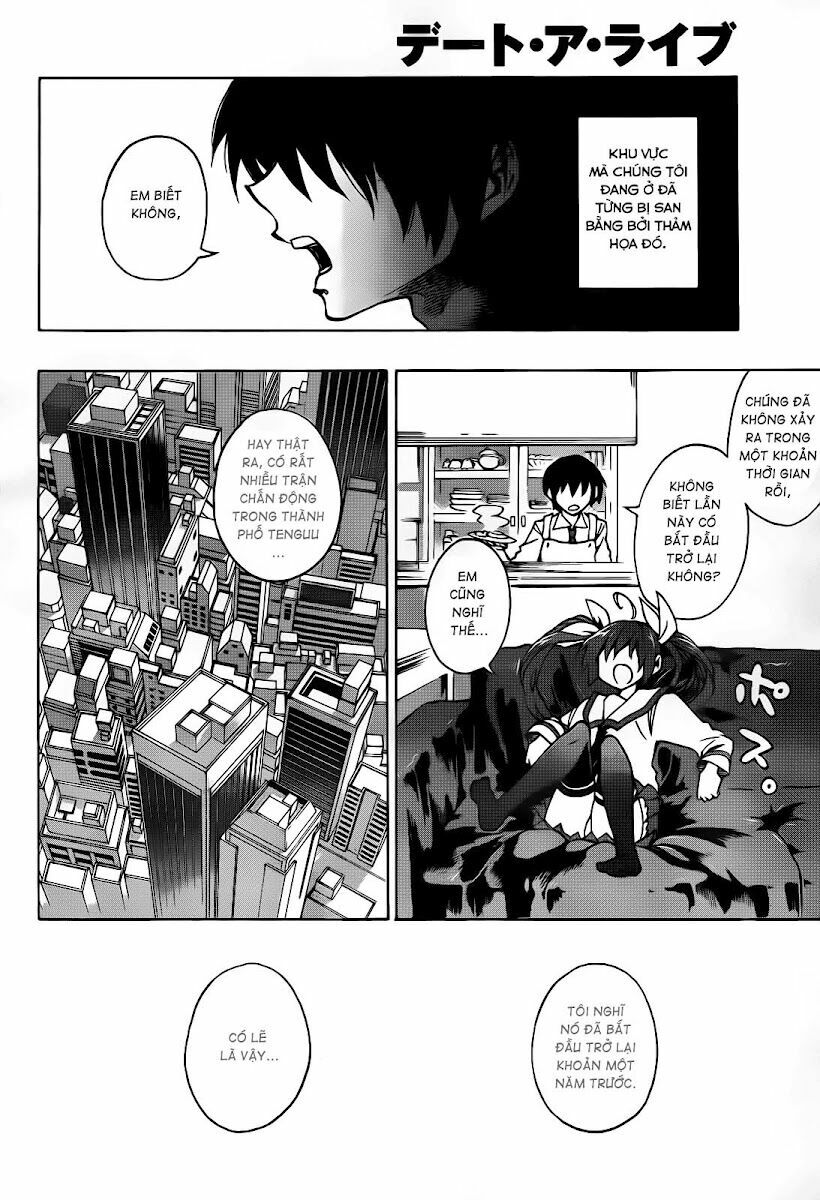 デート・ア・ライブ
KHU VỰC
MÀ CHÚNG TÔI
ĐANG Ở ĐÃ
TỪNG BỊ SAN
BẰNG BỞI THẢM
HỌA ĐÓ.
EM BIẾT
KHÔNG,
CHÚNG ĐÃ
KHÔNG XẢY
RA TRONG
MỘT KHOẢN
THỜI GIAN
RỒI,
KHÔNG
BIẾT LẦN
NÀY CÓ
BẮT ĐẦU
TRỞ LẠI
KHÔNG?
EM
CŨNG
NGHĨ
THẾ...
HAY THẬT
RA, CÓ RẤT
NHIỀU TRẬN
CHẤN ĐỘNG
TRONG THÀNH
PHỐ TENGUU
...
TÔI NGHĨ
NÓ ĐÃ BẮT
ĐẦU TRỞ LẠI
KHOẢN MỘT
NĂM TRƯỚC.
CÓ LẼ
LÀ VẬY...